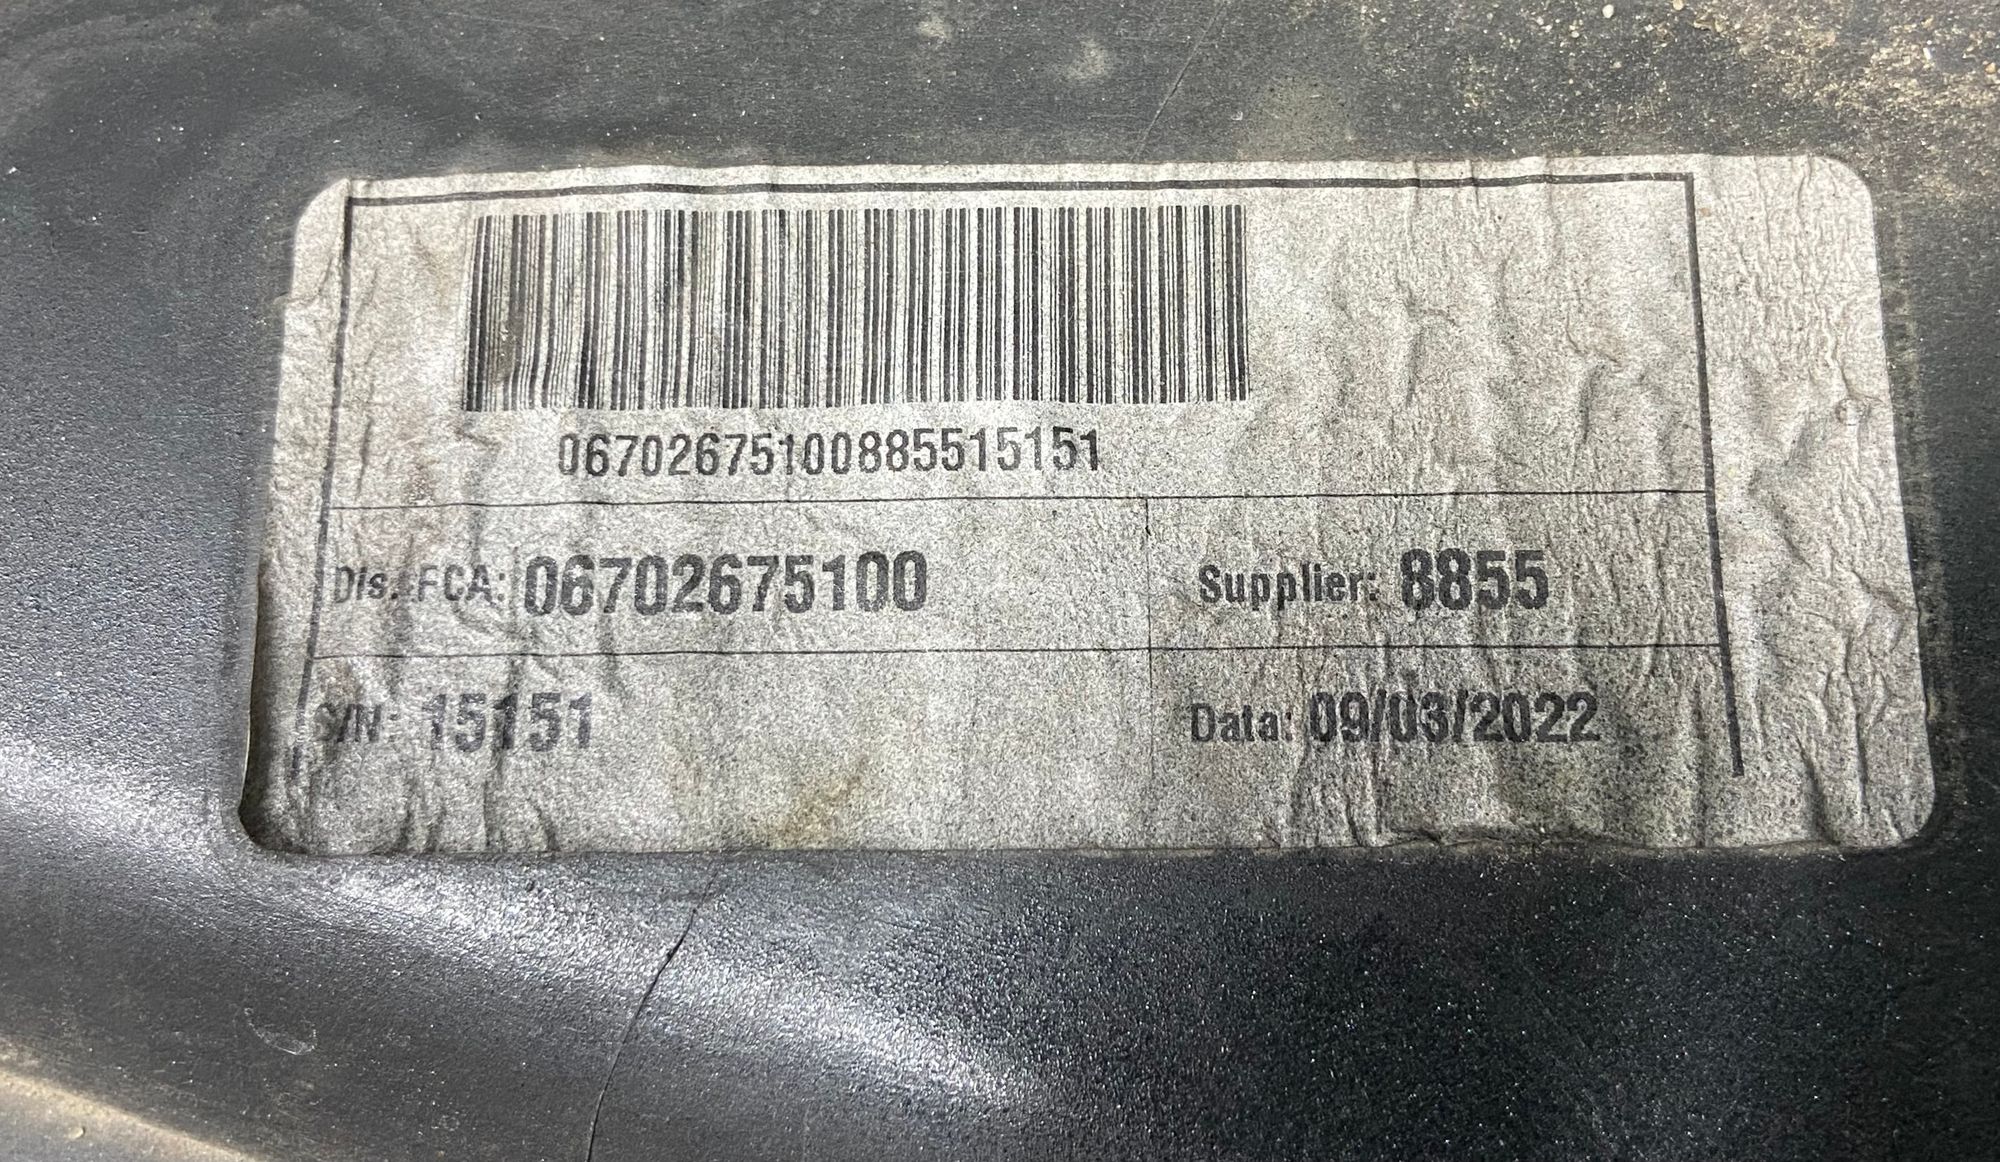 06702675100885515151
Dis. FCA: 06702675100 Supplier: 8855
S/N: 15151 Data: 09/03/2022